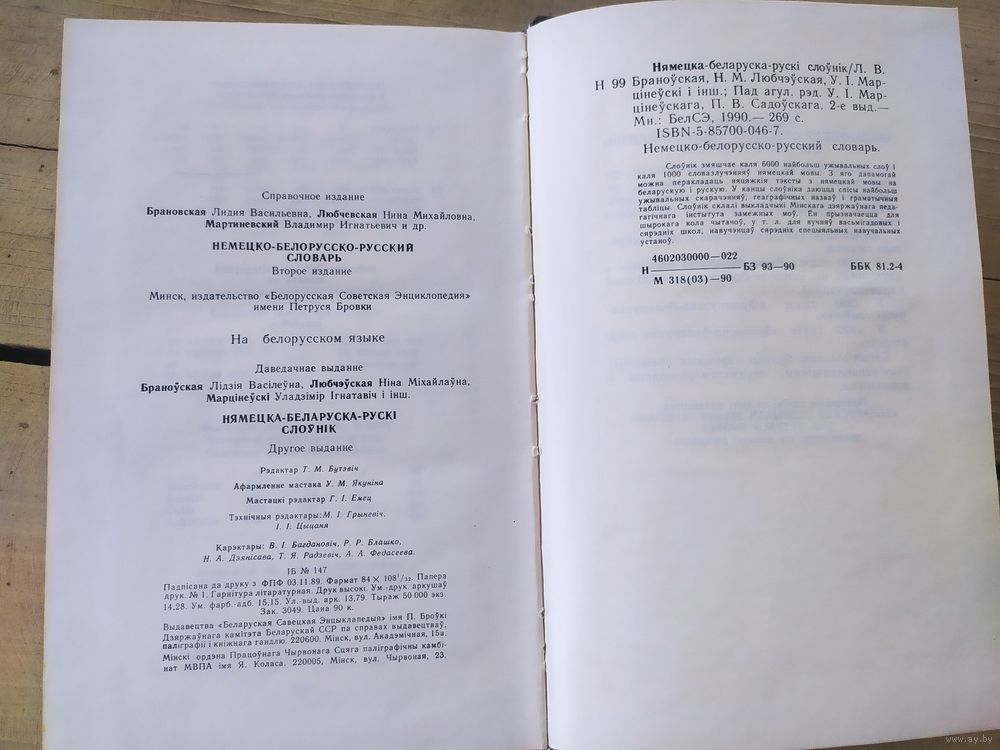 Справочное издание
Брановская Лидия Васильевна, Любчевская Нина Михайловна,
Мартиневский Владимир Игнатьевич и др.
НЕМЕЦКО-БЕЛОРУССКО-РУССКИЙ
СЛОВАРЬ
Второе издание
Минск, издательство «Белорусская Советская Энциклопедия»
имени Петруся Бровки
На белорусском языке
Даведачнае выданне
Браноўская Лідзія Васілеўна, Любчэўская Ніна Міхайлаўна,
Марцінеўскі Уладзімір Ігнатавіч і інш.
НЯМЕЦКА-БЕЛАРУСКА-РУСКІ
СЛОЎНІК
Другое выданне
Рэдактар Т. М. Бутэвіч
Афармленне мастака У. М. Якуніна
Мастацкі рэдактар Г. І. Емец
Тэхнічныя рэдактары: М. І. Грыневіч,
І. І. Цыцаня
Карэктары: В. І. Багдановіч, Р. Р. Блашко,
Н. А. Дзянісава, Т. Я. Радзевіч, А. А. Федасеева.
ІБ № 147
Падпісана да друку з ФПФ 03.11.89. Фармат 84 × 108 1/32. Папера
друк. № 1. Гарнітура літаратурная. Друк высокі. Ум.-друк. аркушаў
14,28. Ум. фарб.-адб. 15,15. Ул.-выд. арк. 13,79. Тыраж 50 000 экз.
Зак. 3049. Цана 90 к.
Выдавецтва «Беларуская Савецкая Энцыклапедыя» імя П. Броўкі
Дзяржаўнага камітэта Беларускай ССР па справах выдавецтваў,
паліграфіі і кніжнага гандлю. 220600. Мінск, вул. Акадэмічная, 15а.
Мінскі ордэна Працоўнага Чырвонага Сцяга паліграфічны камбі-
нат МВПА імя Я. Коласа. 220005, Мінск, вул. Чырвоная, 23.
Нямецка-беларуска-рускі слоўнік/Л. В.
Н 99 Браноўская, Н. М. Любчэўская, У. І. Мар-
цінеўскі і інш.; Пад агул. рэд. У. І. Мар-
цінеўскага, П. В. Садоўскага. 2-е выд.—
Мн.: БелСЭ, 1990.— 269 с.
ISBN-5-85700-046-7.
Немецко-белорусско-русский словарь.
Слоўнік змяшчае каля 6000 найбольш ужывальных слоў і
каля 1000 словазлучэнняў нямецкай мовы. З яго дапамогай
можна перакладаць няцяжкія тэксты з нямецкай мовы на
беларускую і рускую. У канцы слоўніка даюцца спісы найбольш
ужывальных скарачэнняў, геаграфічных назваў і граматычныя
табліцы. Слоўнік склалі выкладчыкі Мінскага дзяржаўнага педа-
гагічнага інстытута замежных моў. Ён прызначаецца для
шырокага кола чытачоў, у т. л. для вучняў васьмігадовых і
сярэдніх школ, навучэнцаў сярэдніх спецыяльных навучальных
устаноў.
4602030000—022
Н БЗ 93—90 ББК 81.2-4
М 318(03)—90
www.ay.by